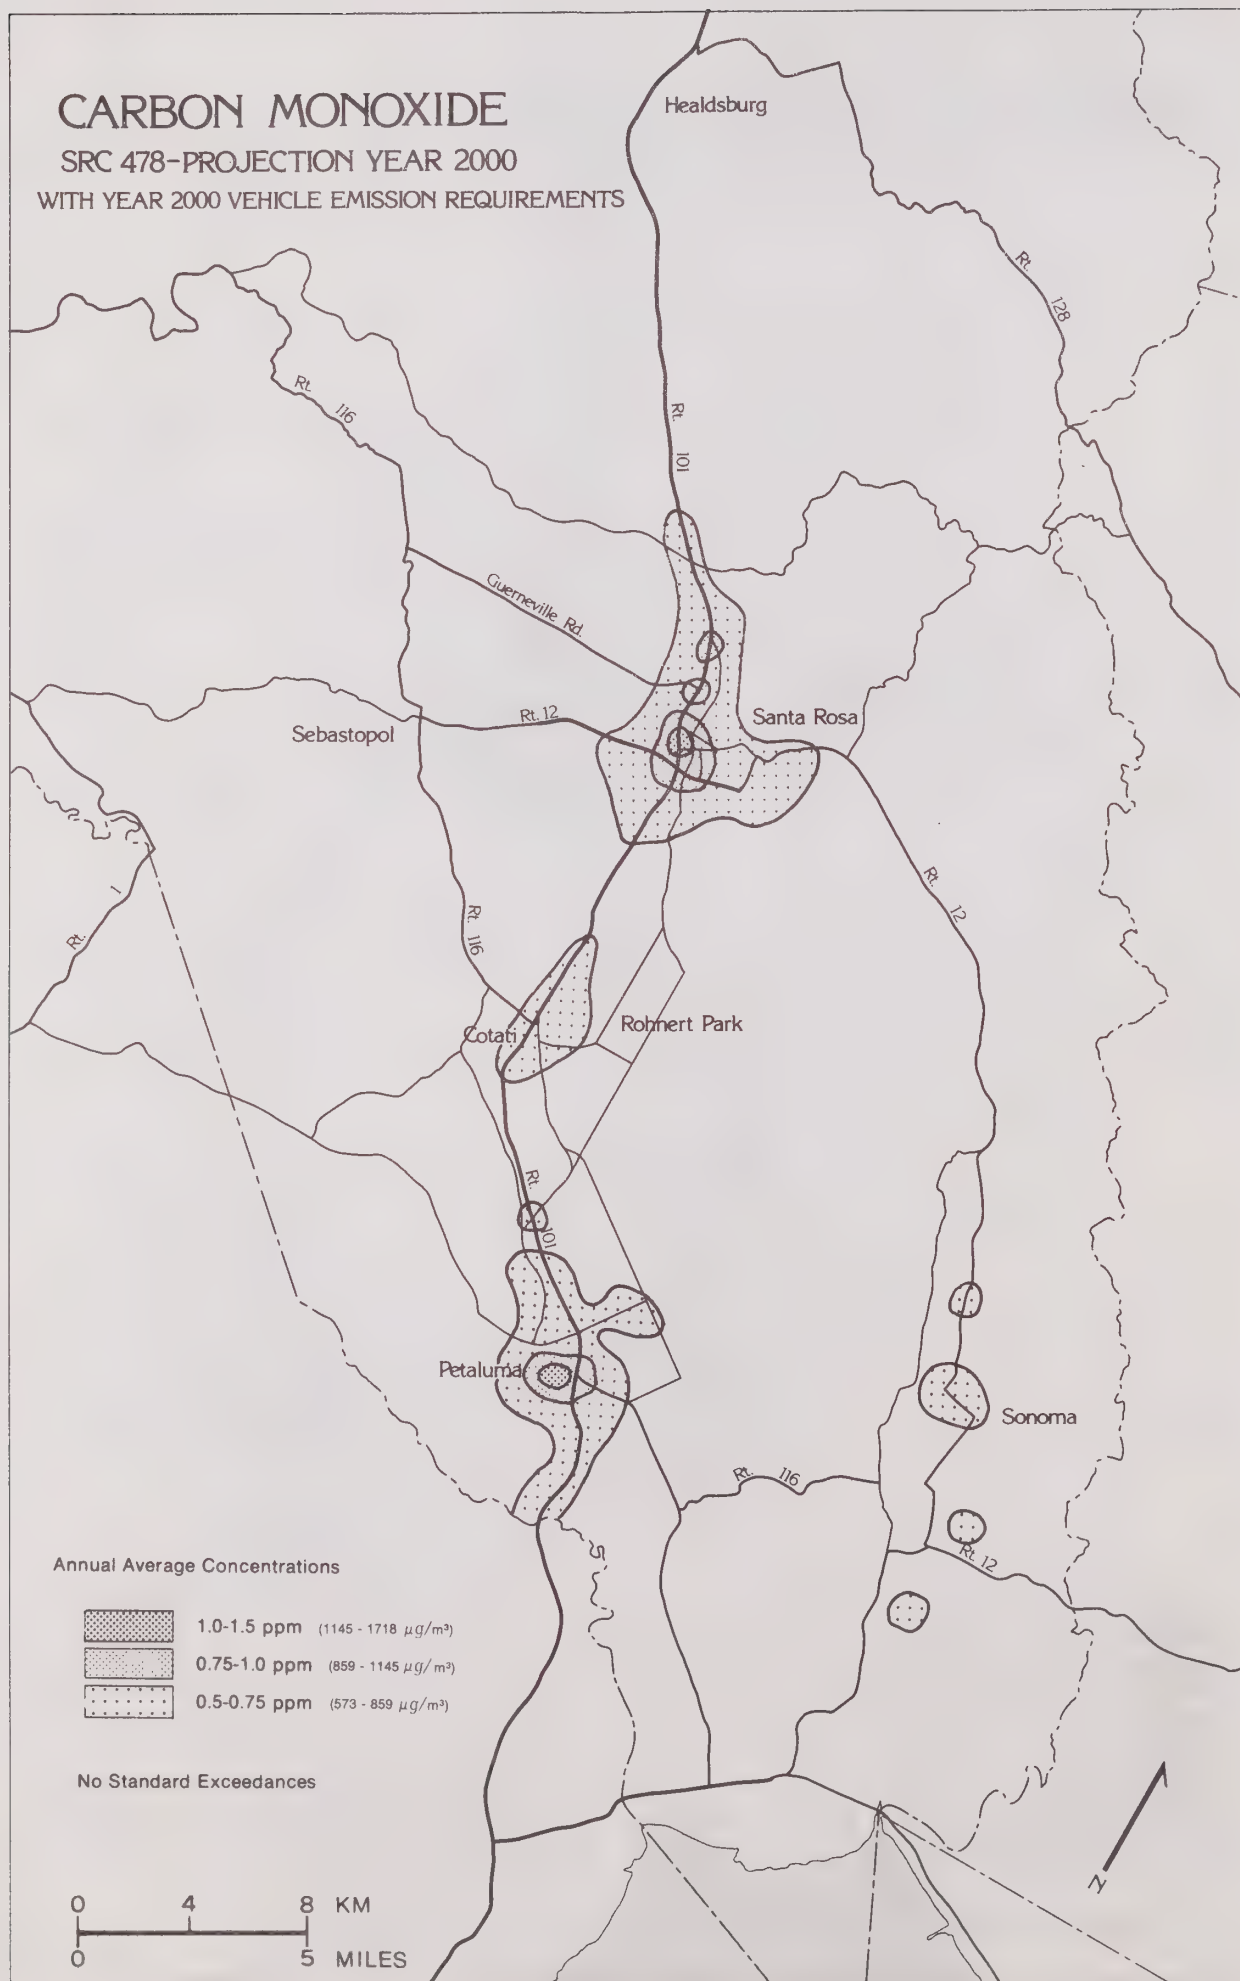 CARBON MONOXIDE
SRC 478-PROJECTION YEAR 2000
WITH YEAR 2000 VEHICLE EMISSION REQUIREMENTS
Healdsburg
Rt. 128
Rt. 116
Rt. 101
Guerneville Rd.
Rt. 12
Sebastopol
Santa Rosa
Rt. 12
Rt. 1
Rt. 116
Cotati
Rohnert Park
Rt. 101
Petaluma
Sonoma
Rt. 116
Rt. 12
Annual Average Concentrations
1.0-1.5 ppm (1145 - 1718 µg/m³)
0.75-1.0 ppm (859 - 1145 µg/m³)
0.5-0.75 ppm (573 - 859 µg/m³)
No Standard Exceedances
N
0 4 8 KM
0 5 MILES